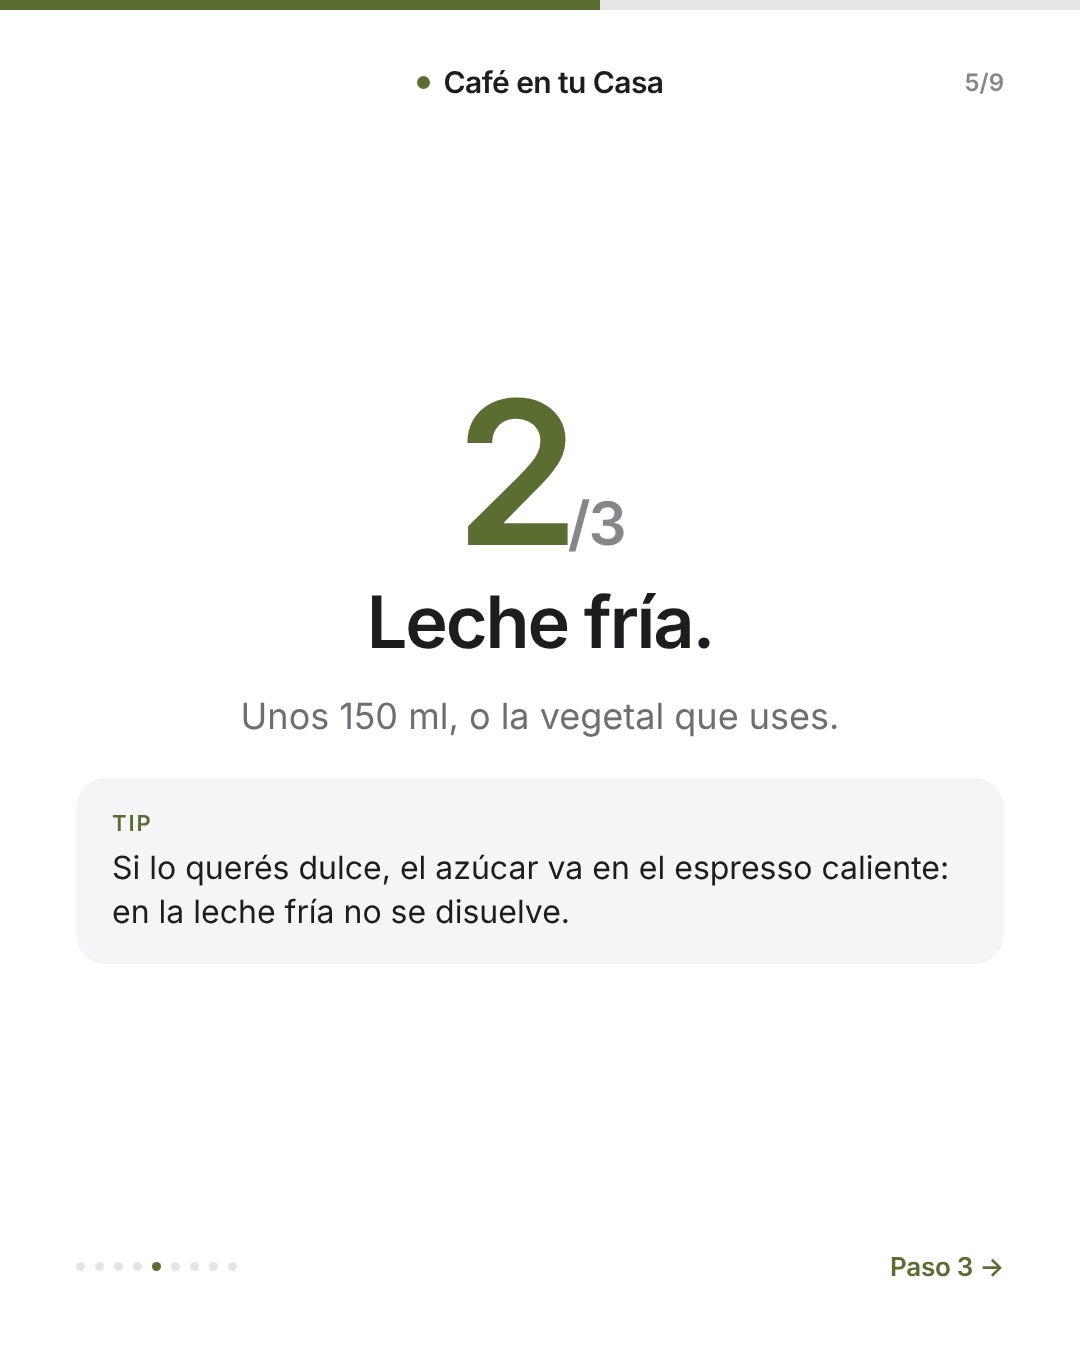 Café en tu Casa
5/9
2/3
Leche fría.
Unos 150 ml, o la vegetal que uses.
TIP
Si lo querés dulce, el azúcar va en el espresso caliente:
en la leche fría no se disuelve.
Paso 3 →